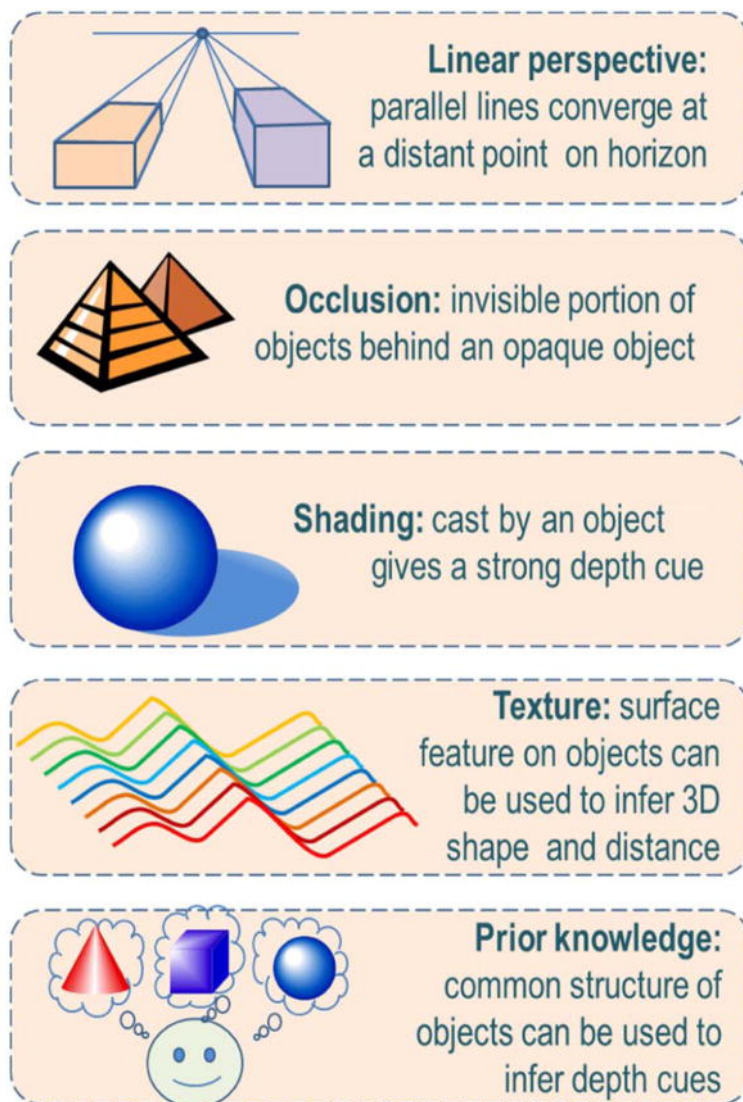 Linear perspective:
parallel lines converge at
a distant point on horizon
Occlusion: invisible portion of
objects behind an opaque object
Shading: cast by an object
gives a strong depth cue
Texture: surface
feature on objects can
be used to infer 3D
shape and distance
Prior knowledge:
common structure of
objects can be used to
infer depth cues